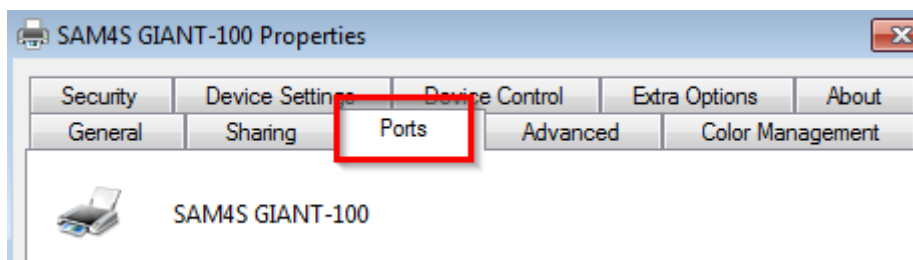 SAM4S GIANT-100 Properties
Security Device Settings Device Control Extra Options About
General Sharing Ports Advanced Color Management
SAM4S GIANT-100